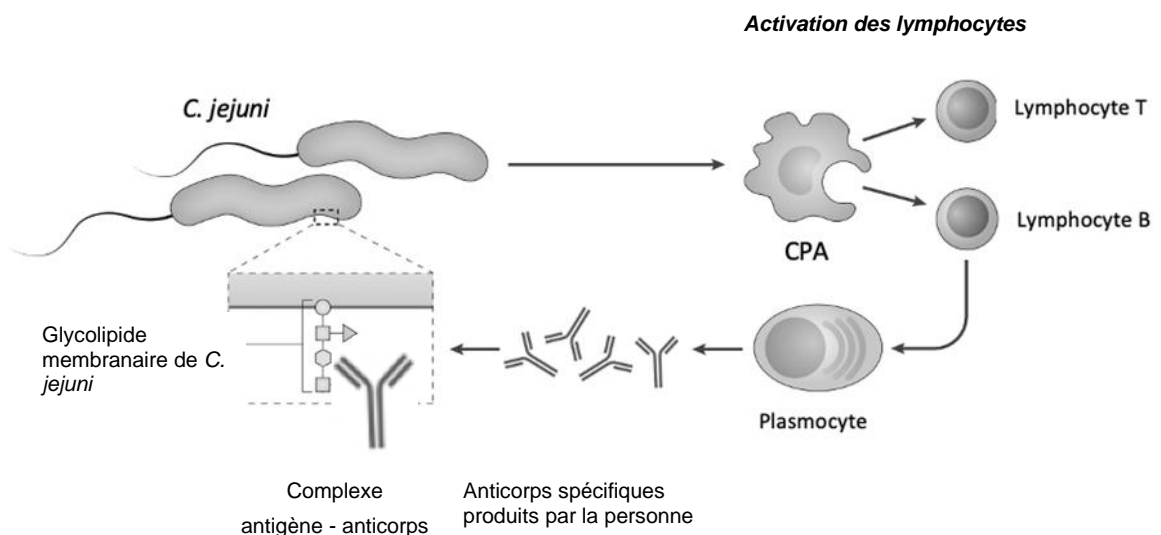 Activation des lymphocytes
C. jejuni
Lymphocyte T
Lymphocyte B
CPA
Glycolipide
membranaire de C.
jejuni
Plasmocyte
Complexe
antigène - anticorps
Anticorps spécifiques
produits par la personne